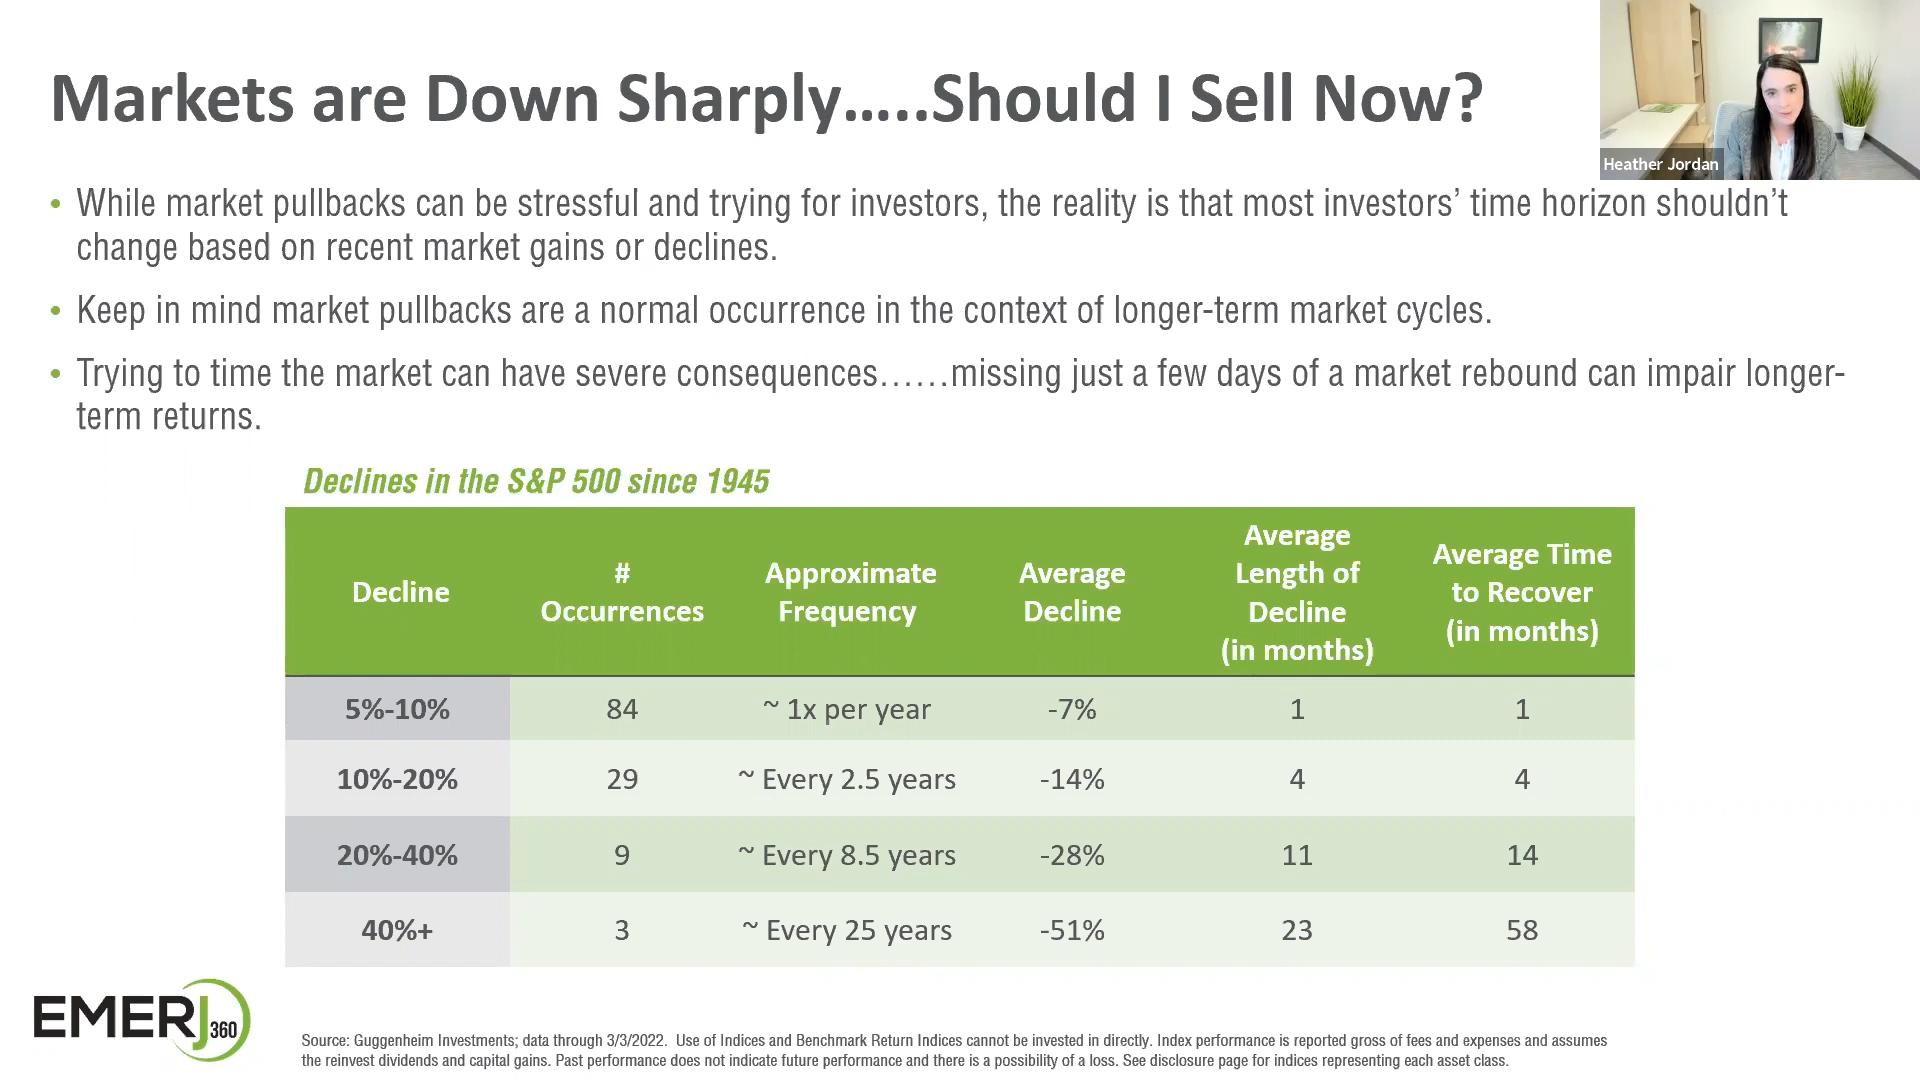 Markets are Down Sharply.....Should I Sell Now?
Heather Jordan
• While market pullbacks can be stressful and trying for investors, the reality is that most investors’ time horizon shouldn’t
change based on recent market gains or declines.
• Keep in mind market pullbacks are a normal occurrence in the context of longer-term market cycles.
• Trying to time the market can have severe consequences......missing just a few days of a market rebound can impair longer-
term returns.
Declines in the S&P 500 since 1945
Decline # Occurrences Approximate Frequency Average Decline Average Length of Decline (in months) Average Time to Recover (in months)
5%-10% 84 ~ 1x per year -7% 1 1
10%-20% 29 ~ Every 2.5 years -14% 4 4
20%-40% 9 ~ Every 8.5 years -28% 11 14
40%+ 3 ~ Every 25 years -51% 23 58
EMERJ360
Source: Guggenheim Investments; data through 3/3/2022. Use of Indices and Benchmark Return Indices cannot be invested in directly. Index performance is reported gross of fees and expenses and assumes
the reinvest dividends and capital gains. Past performance does not indicate future performance and there is a possibility of a loss. See disclosure page for indices representing each asset class.